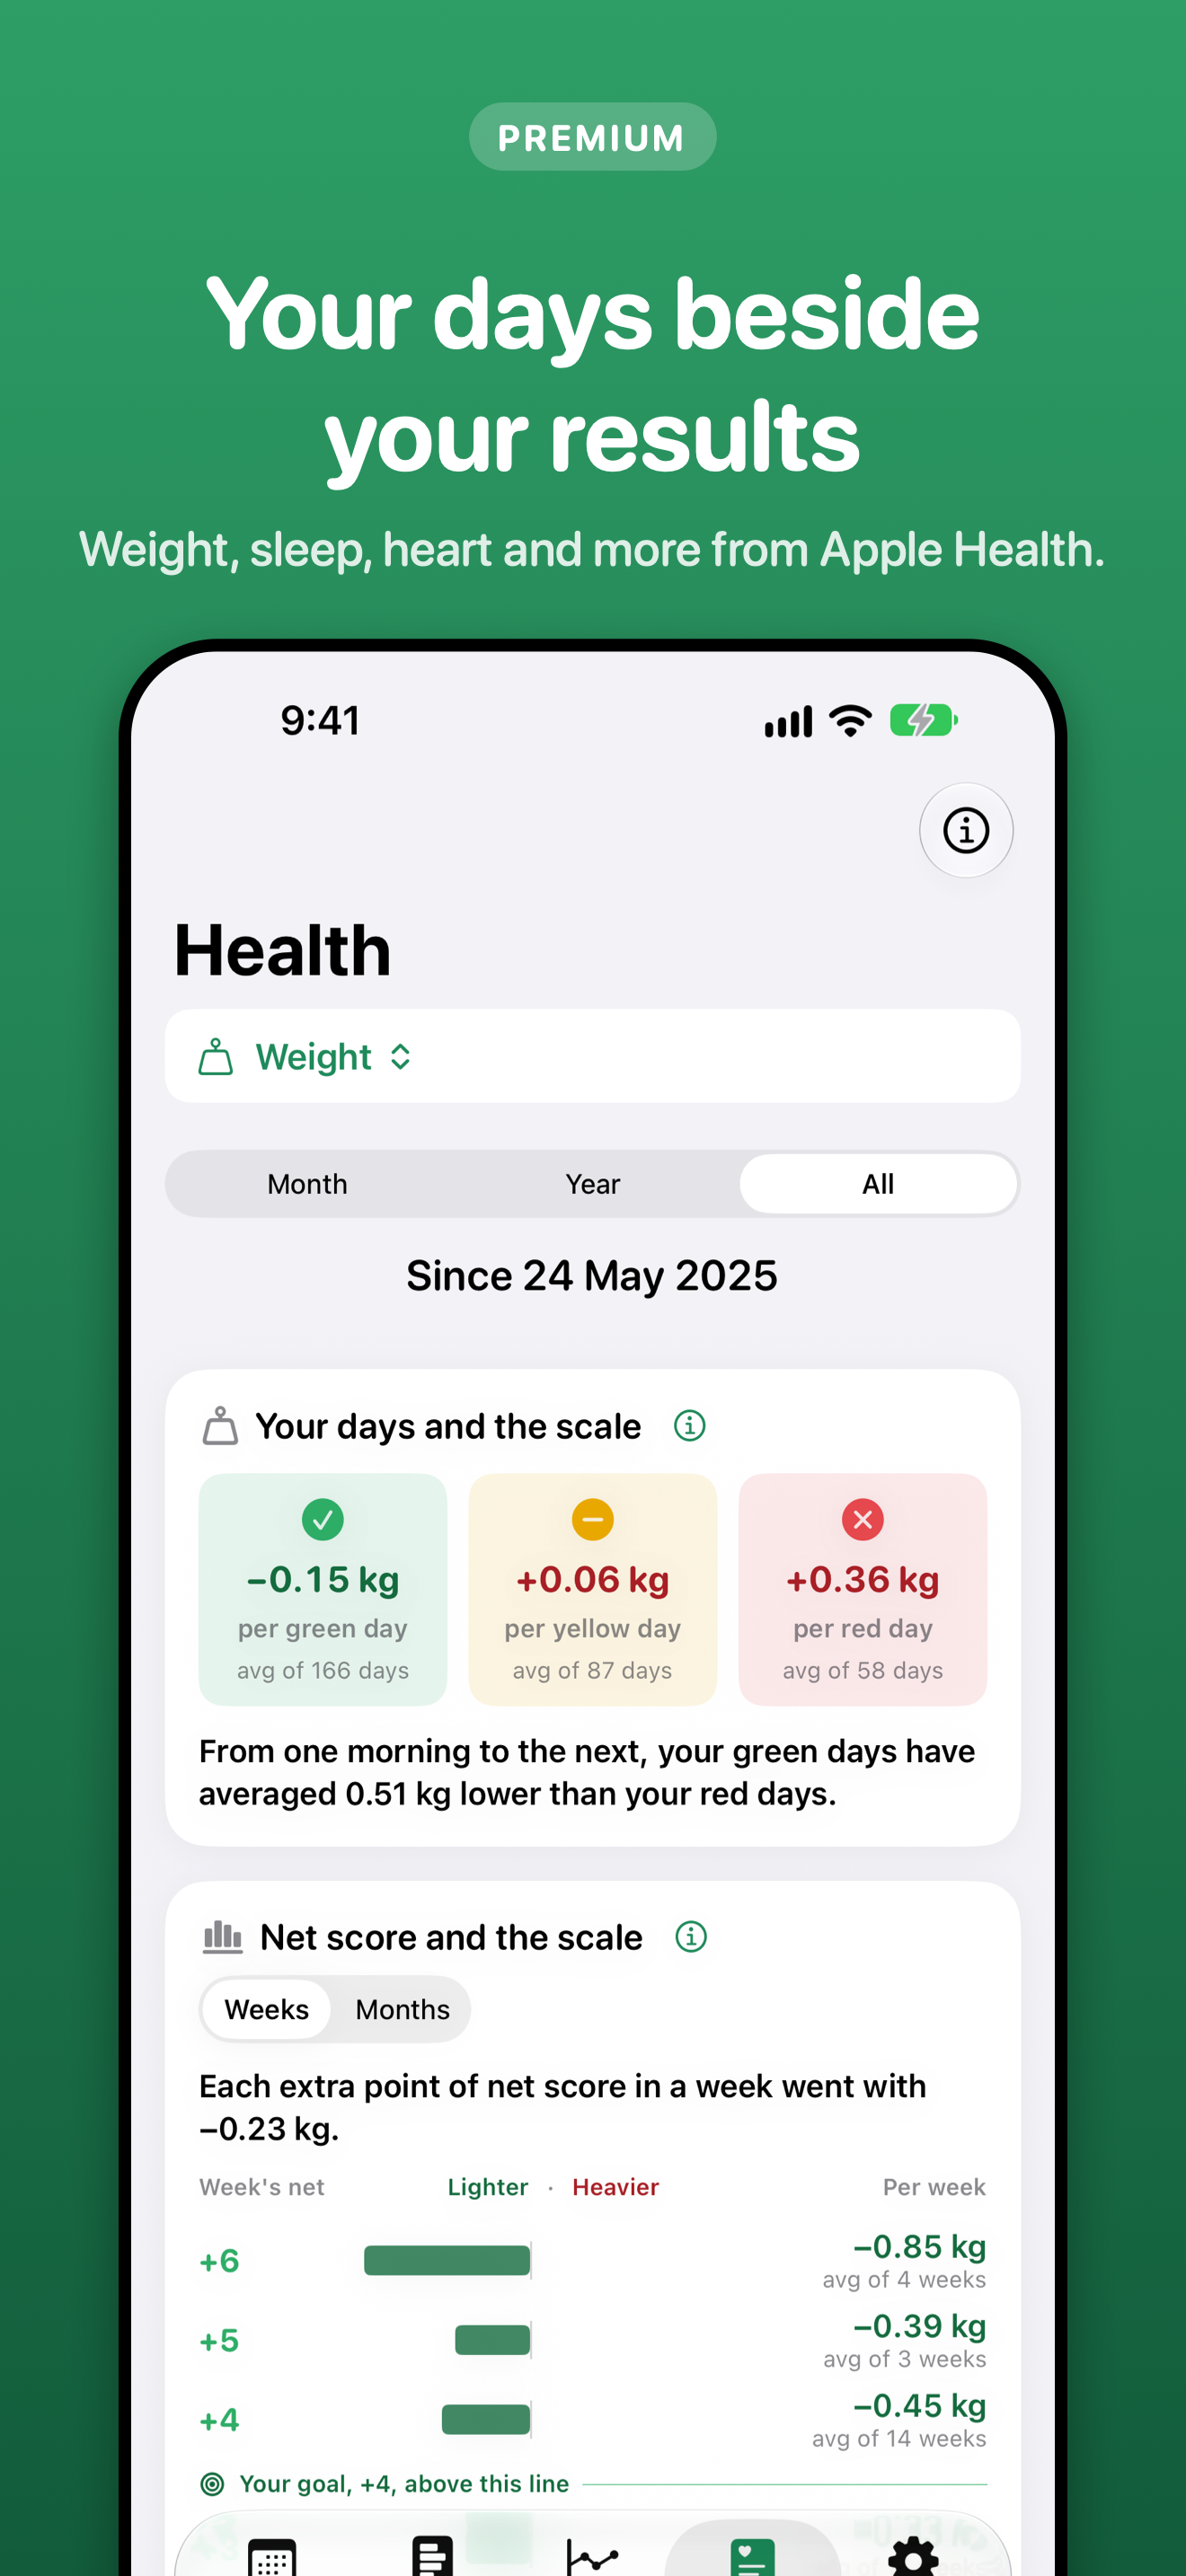 PREMIUM
Your days beside
your results
Weight, sleep, heart and more from Apple Health.
9:41
Health
Weight
Month Year All
Since 24 May 2025
Your days and the scale
−0.15 kg +0.06 kg +0.36 kg
per green day per yellow day per red day
avg of 166 days avg of 87 days avg of 58 days
From one morning to the next, your green days have
averaged 0.51 kg lower than your red days.
Net score and the scale
Weeks Months
Each extra point of net score in a week went with
−0.23 kg.
Week's net Lighter · Heavier Per week
+6 −0.85 kg
avg of 4 weeks
+5 −0.39 kg
avg of 3 weeks
+4 −0.45 kg
avg of 14 weeks
Your goal, +4, above this line